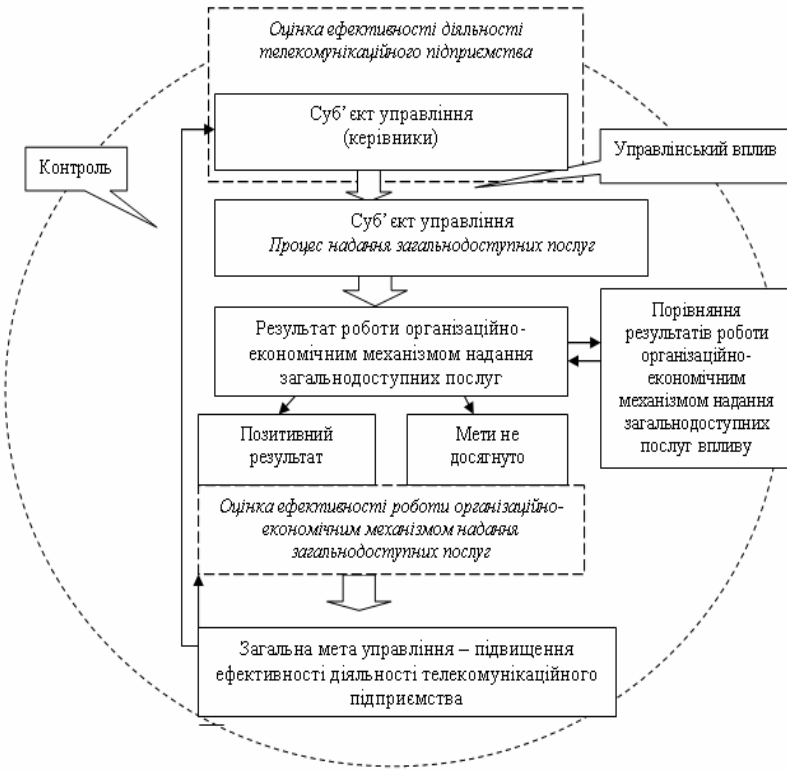 Оцінка ефективності діяльності
телекомунікаційного підприємства
Суб’єкт управління
(керівники)
Контроль
Управлінський вплив
Суб’єкт управління
Процес надання загальнодоступних послуг
Результат роботи організаційно-
економічним механізмом надання
загальнодоступних послуг
Порівняння
результатів роботи
організаційно-
економічним
механізмом надання
загальнодоступних
послуг впливу
Позитивний
результат
Мети не
досягнуто
Оцінка ефективності роботи організаційно-
економічним механізмом надання
загальнодоступних послуг
Загальна мета управління – підвищення
ефективності діяльності телекомунікаційного
підприємства